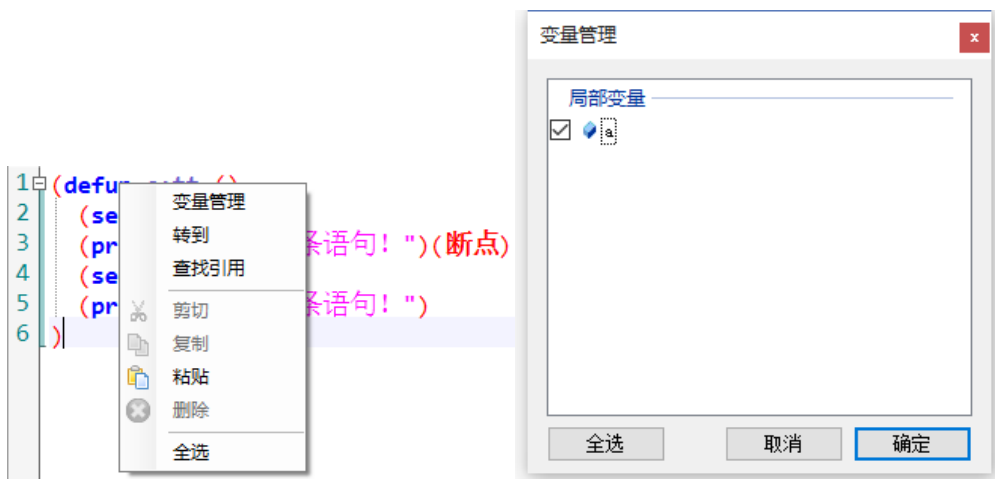 1 (defu
2 (se
3 (pr 条语句！")(断点)
4 (se
5 (pr 条语句！")
6 )
变量管理
转到
查找引用
剪切
复制
粘贴
删除
全选
变量管理
x
局部变量
a
全选 取消 确定